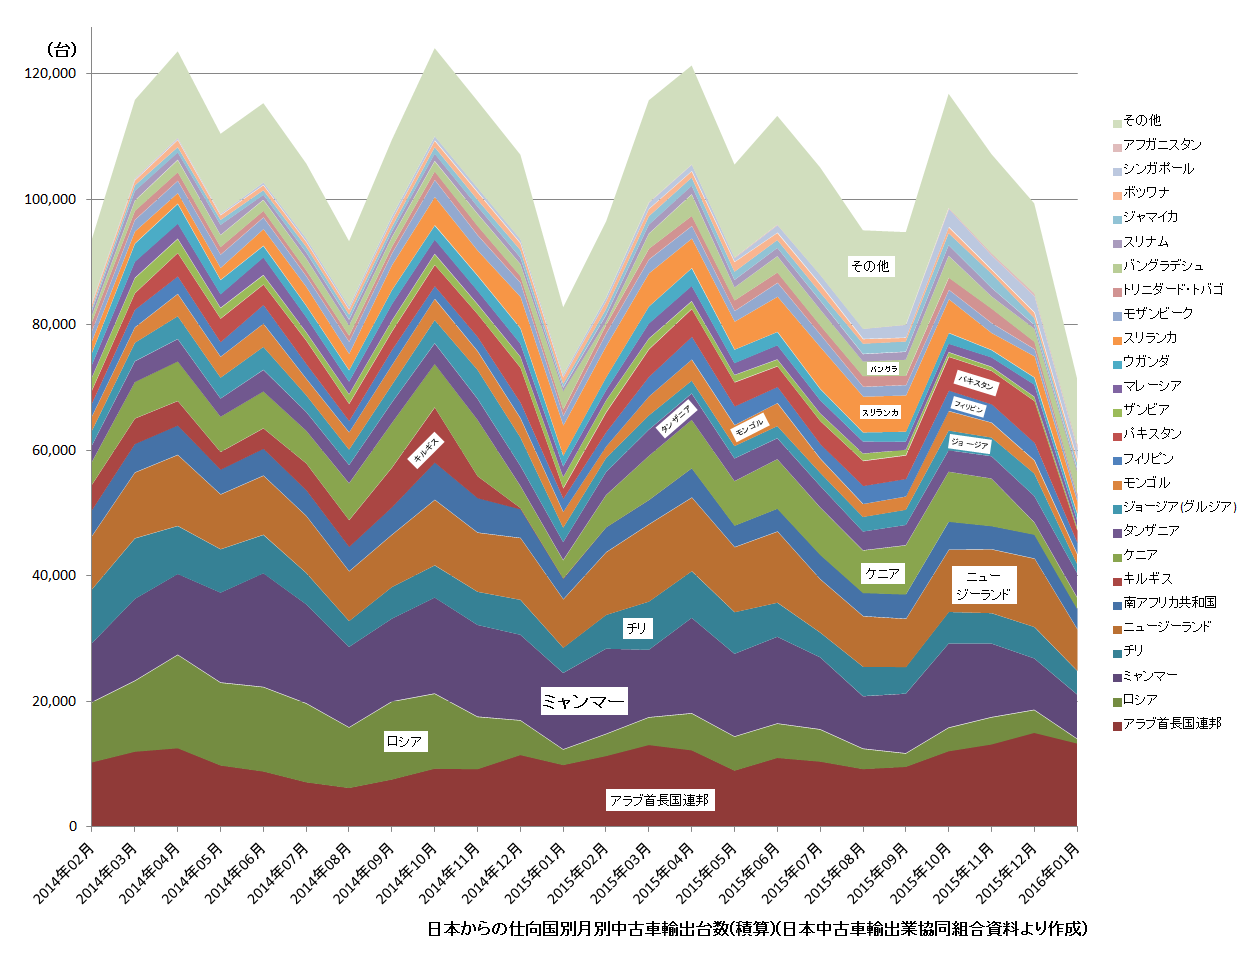 (台)
120,000
100,000
80,000
60,000
40,000
20,000
0
その他
バングラ
スリランカ
パキスタン
フィリピン
ジョージア
モンゴル
タンザニア
キルギス
ケニア
ニュー
ジーランド
チリ
ミャンマー
ロシア
アラブ首長国連邦
その他
アフガニスタン
シンガポール
ボツワナ
ジャマイカ
スリナム
バングラデシュ
トリニダード・トバゴ
モザンビーク
スリランカ
ウガンダ
マレーシア
ザンビア
パキスタン
フィリピン
モンゴル
ジョージア(グルジア)
タンザニア
ケニア
キルギス
南アフリカ共和国
ニュージーランド
チリ
ミャンマー
ロシア
アラブ首長国連邦
2014年02月
2014年03月
2014年04月
2014年05月
2014年06月
2014年07月
2014年08月
2014年09月
2014年10月
2014年11月
2014年12月
2015年01月
2015年02月
2015年03月
2015年04月
2015年05月
2015年06月
2015年07月
2015年08月
2015年09月
2015年10月
2015年11月
2015年12月
2016年01月
日本からの仕向国別月別中古車輸出台数(積算)(日本中古車輸出業協同組合資料より作成)